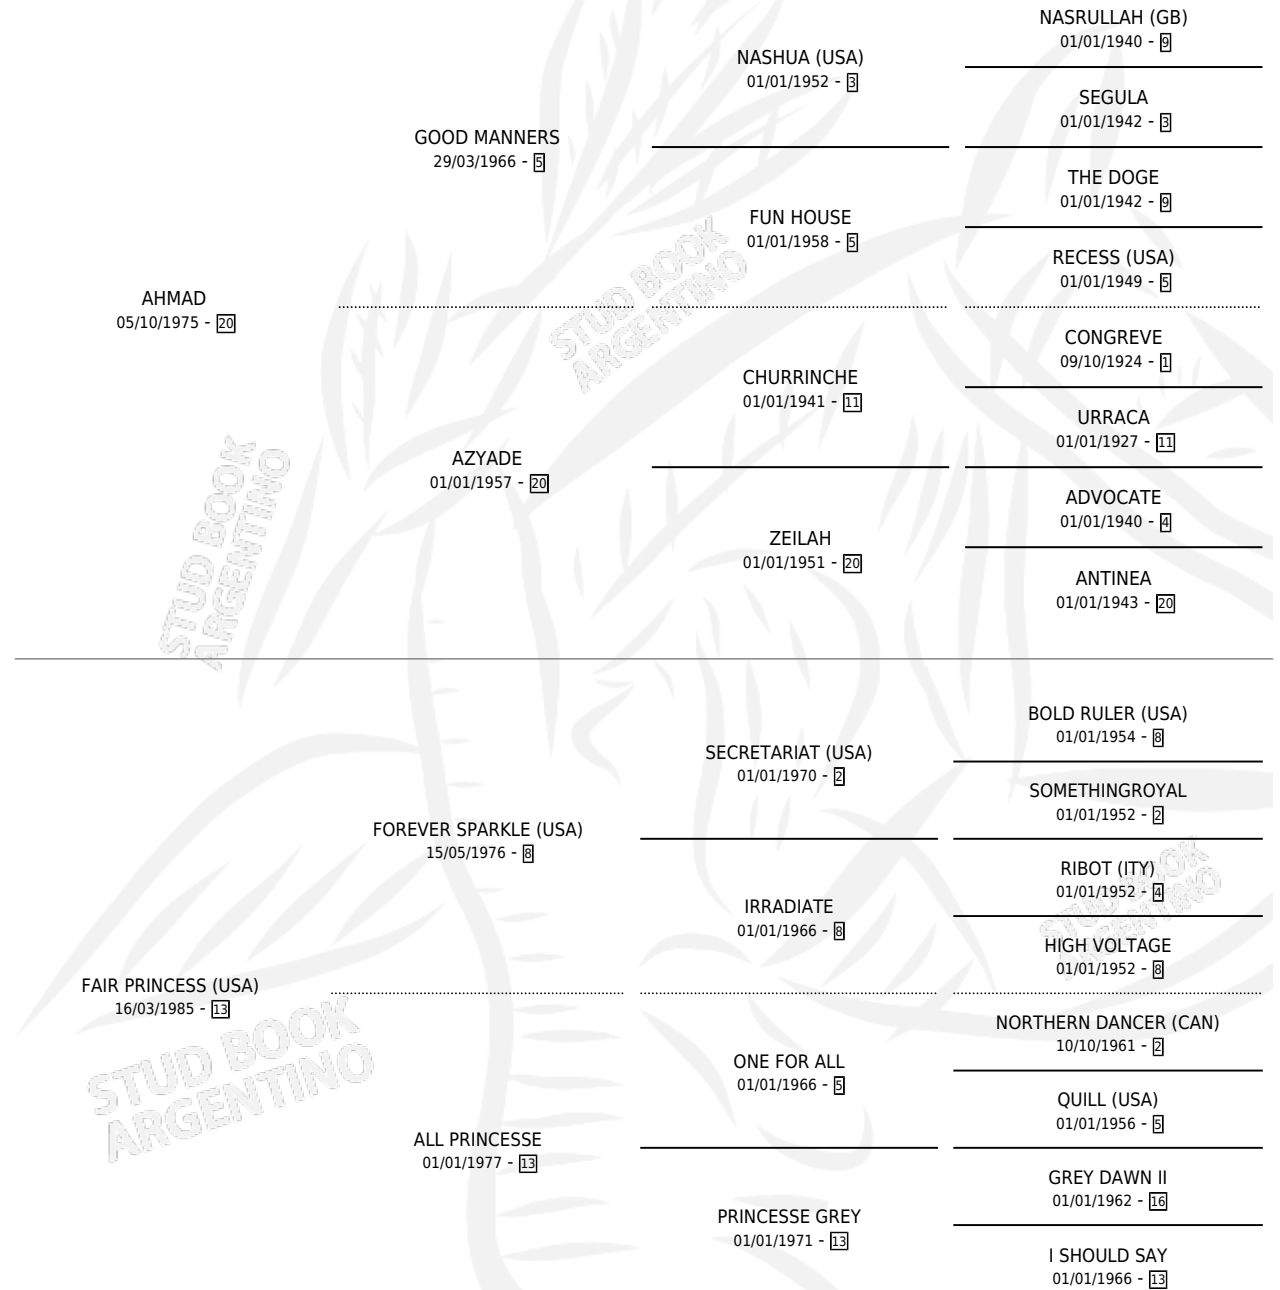 NASRULLAH (GB)
01/01/1940 - 9
NASHUA (USA)
01/01/1952 - 3
SEGULA
01/01/1942 - 3
GOOD MANNERS
29/03/1966 - 5
THE DOGE
01/01/1942 - 9
FUN HOUSE
01/01/1958 - 5
RECESS (USA)
01/01/1949 - 5
AHMAD
05/10/1975 - 20
CONGREVE
09/10/1924 - 1
CHURRINCHE
01/01/1941 - 11
URRACA
01/01/1927 - 11
AZYADE
01/01/1957 - 20
ADVOCATE
01/01/1940 - 4
ZEILAH
01/01/1951 - 20
ANTINEA
01/01/1943 - 20
STUD BOOK
ARGENTINO
STUD BOOK
ARGENTINO
BOLD RULER (USA)
01/01/1954 - 8
SECRETARIAT (USA)
01/01/1970 - 2
SOMETHINGROYAL
01/01/1952 - 2
FOREVER SPARKLE (USA)
15/05/1976 - 8
RIBOT (ITY)
01/01/1952 - 4
IRRADIATE
01/01/1966 - 8
HIGH VOLTAGE
01/01/1952 - 8
STUD BOOK
ARGENTINO
FAIR PRINCESS (USA)
16/03/1985 - 13
NORTHERN DANCER (CAN)
10/10/1961 - 2
ONE FOR ALL
01/01/1966 - 5
QUILL (USA)
01/01/1956 - 5
ALL PRINCESSE
01/01/1977 - 13
GREY DAWN II
01/01/1962 - 16
PRINCESSE GREY
01/01/1971 - 13
I SHOULD SAY
01/01/1966 - 13
STUD BOOK
ARGENTINO